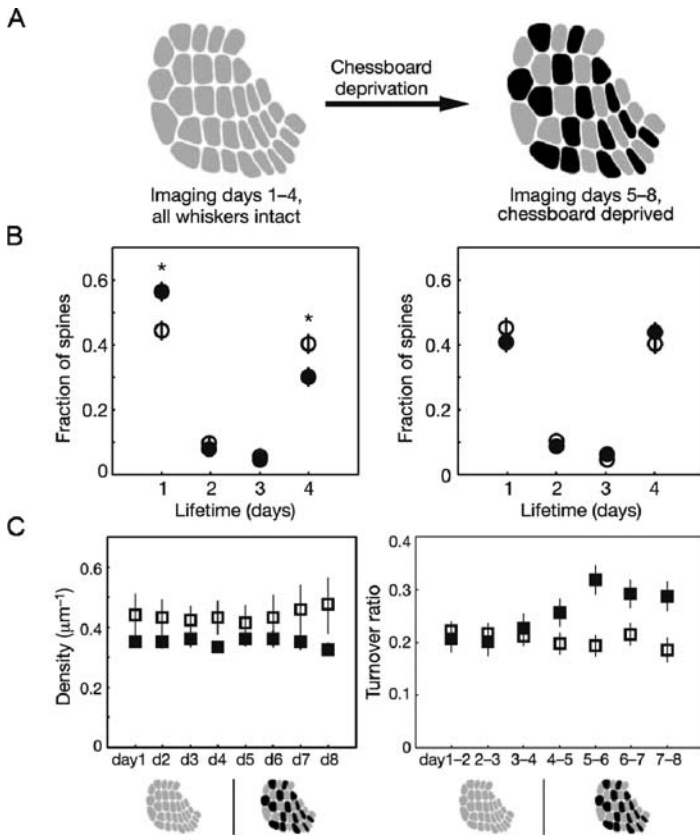 A
Chessboard
deprivation
Imaging days 1–4,
all whiskers intact
Imaging days 5–8,
chessboard deprived
B
Fraction of spines
0.6
0.4
0.2
0
*
*
1 2 3 4
Lifetime (days)
Fraction of spines
0.6
0.4
0.2
0
1 2 3 4
Lifetime (days)
C
Density (μm⁻¹)
0.6
0.4
0.2
0
day1 d2 d3 d4 d5 d6 d7 d8
Turnover ratio
0.3
0.2
0.1
0
day1–2 2–3 3–4 4–5 5–6 6–7 7–8